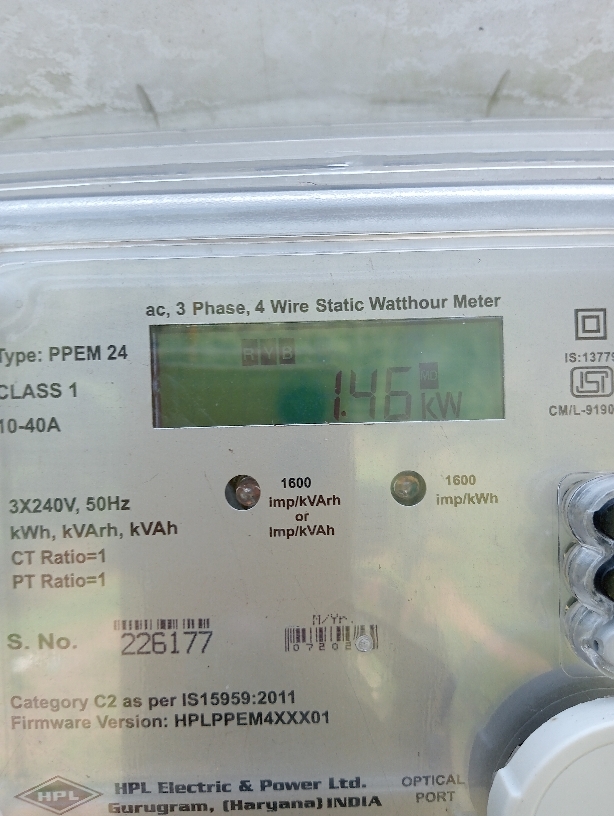 ac, 3 Phase, 4 Wire Static Watthour Meter
Type: PPEM 24
CLASS 1
10-40A
R Y B
1.46 kW
MD
IS:13779
CM/L-9190
3X240V, 50Hz
kWh, kVArh, kVAh
CT Ratio=1
PT Ratio=1
1600
imp/kVArh
or
Imp/kVAh
1600
imp/kWh
S. No.
226177
M/Yr.
07202
Category C2 as per IS15959:2011
Firmware Version: HPLPPEM4XXX01
HPL
HPL Electric & Power Ltd.
Gurugram, (Haryana) INDIA
OPTICAL
PORT